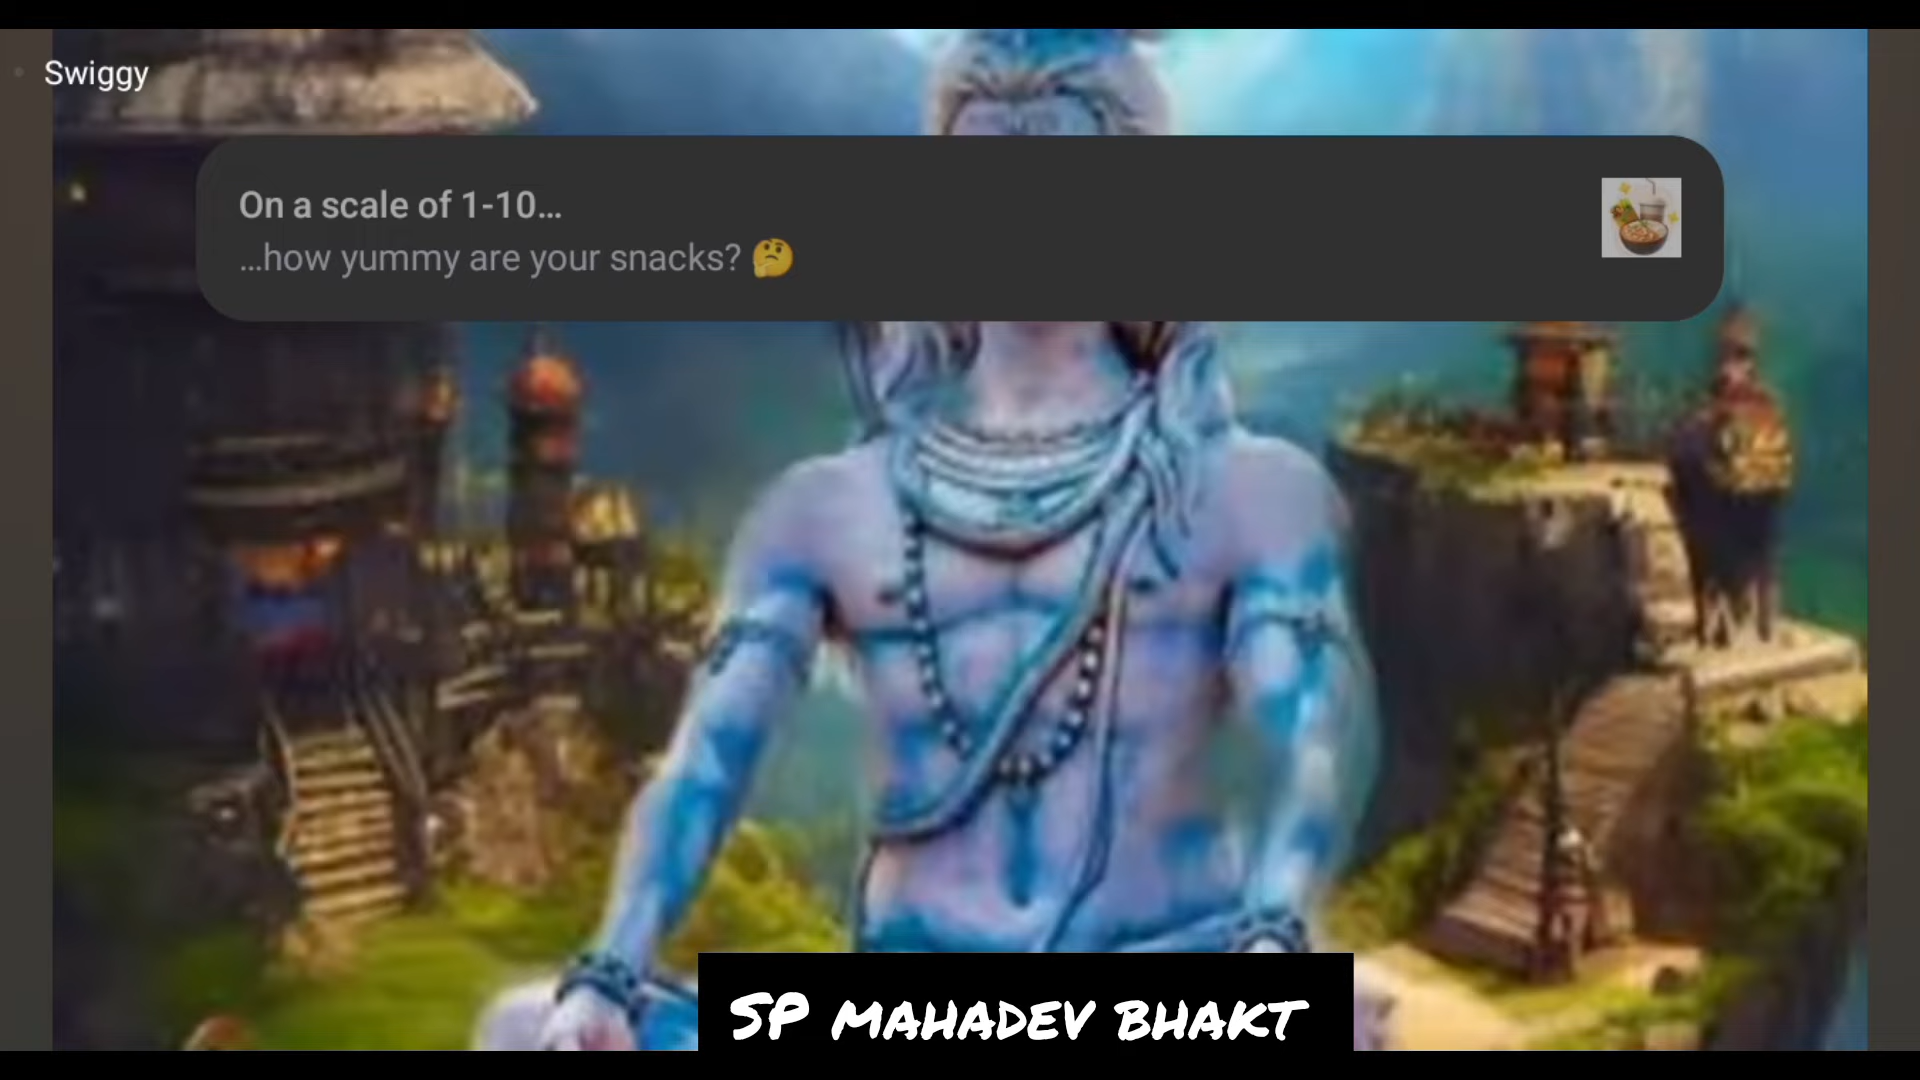 Swiggy
On a scale of 1-10…
…how yummy are your snacks? 🤔
SP MAHADEV BHAKT